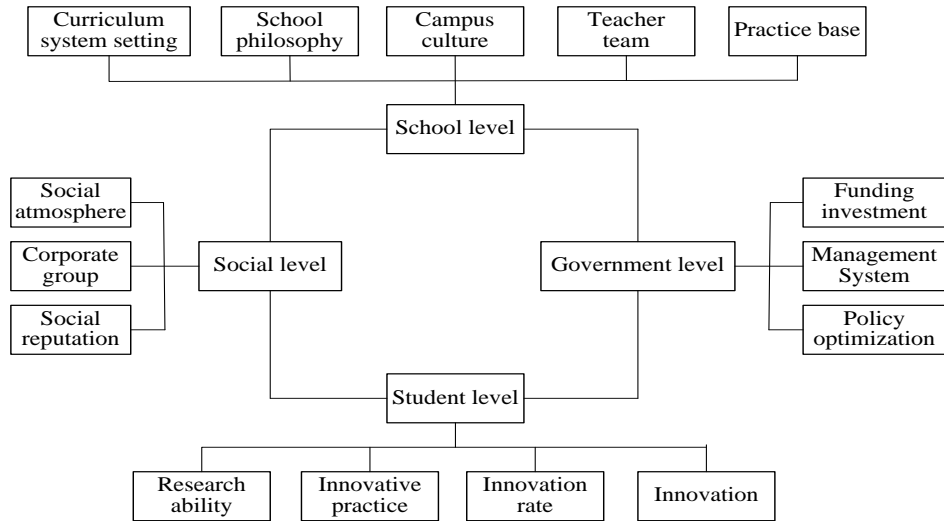 Curriculum
system setting
School
philosophy
Campus
culture
Teacher
team
Practice base
School level
Social
atmosphere
Corporate
group
Social
reputation
Social level
Government level
Funding
investment
Management
System
Policy
optimization
Student level
Research
ability
Innovative
practice
Innovation
rate
Innovation